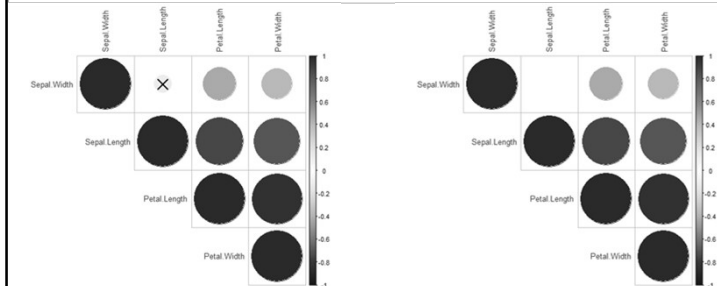 Sepal.Width
Sepal.Length
Petal.Length
Petal.Width
Sepal.Width
Sepal.Length
Petal.Length
Petal.Width
1
0.8
0.6
0.4
0.2
0
-0.2
-0.4
-0.6
-0.8
-1
Sepal.Width
Sepal.Length
Petal.Length
Petal.Width
Sepal.Width
Sepal.Length
Petal.Length
Petal.Width
1
0.8
0.6
0.4
0.2
0
-0.2
-0.4
-0.6
-0.8
-1